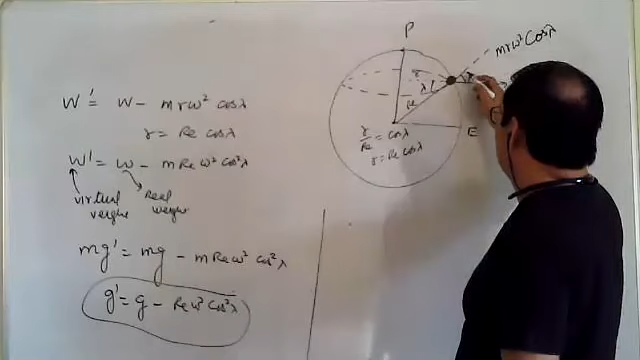 W' = W - mrω² cosλ
r = Re cosλ
W' = W - mReω² cos²λ
virtual weight
Real weight
mg' = mg - mReω² cos²λ
g' = g - Reω² cos²λ
P
mrω² cosλ
r
λ
λ
E
r/Re = cosλ
r = Re cosλ